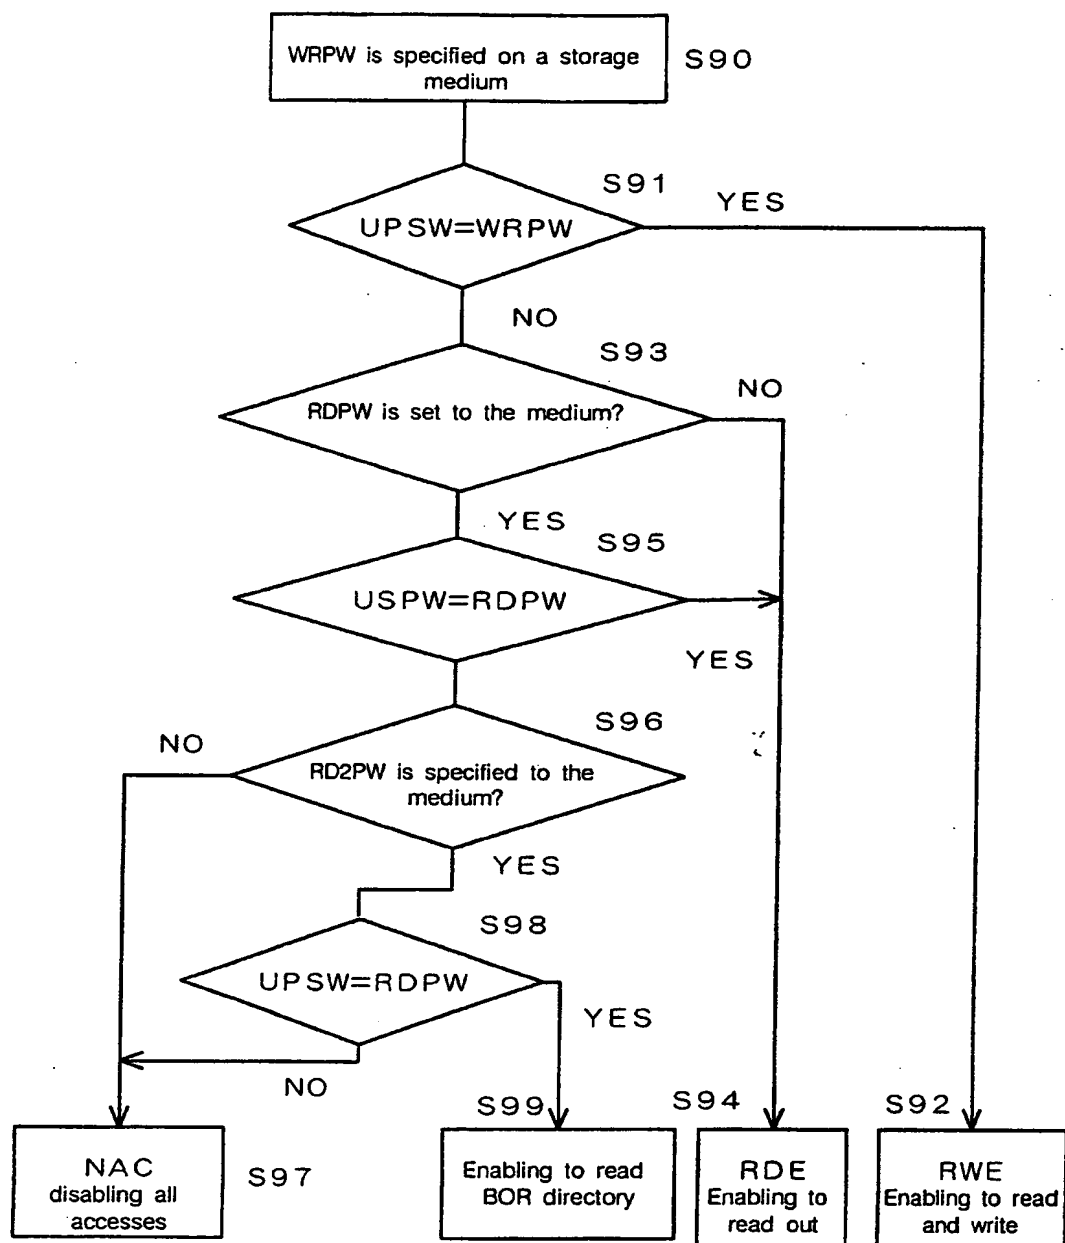 WRPW is specified on a storage
medium
S90
S91
YES
UPSW=WRPW
NO
S93
NO
RDPW is set to the medium?
YES
S95
USPW=RDPW
YES
S96
NO
RD2PW is specified to the
medium?
YES
S98
UPSW=RDPW
YES
NO
S99
S94
S92
NAC
disabling all
accesses
S97
Enabling to read
BOR directory
RDE
Enabling to
read out
RWE
Enabling to read
and write